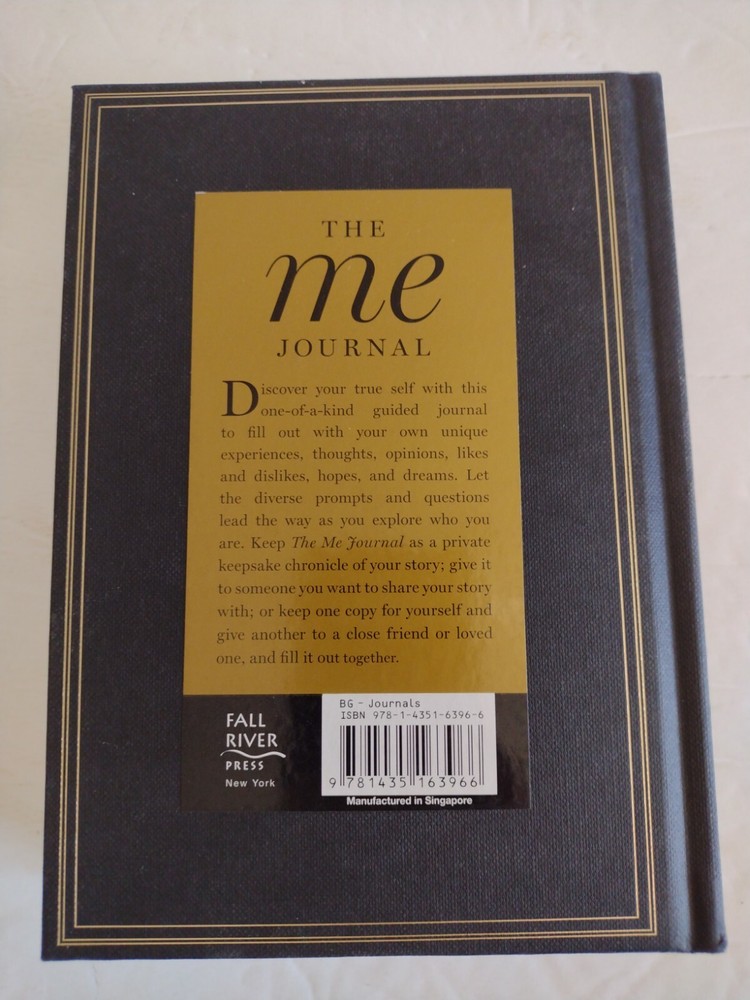 THE
me
JOURNAL
Discover your true self with this
one-of-a-kind guided journal
to fill out with your own unique
experiences, thoughts, opinions, likes
and dislikes, hopes, and dreams. Let
the diverse prompts and questions
lead the way as you explore who you
are. Keep The Me Journal as a private
keepsake chronicle of your story; give it
to someone you want to share your story
with; or keep one copy for yourself and
give another to a close friend or loved
one, and fill it out together.
FALL
RIVER
PRESS
New York
BG - Journals
ISBN 978-1-4351-6396-6
9 781435 163966
Manufactured in Singapore